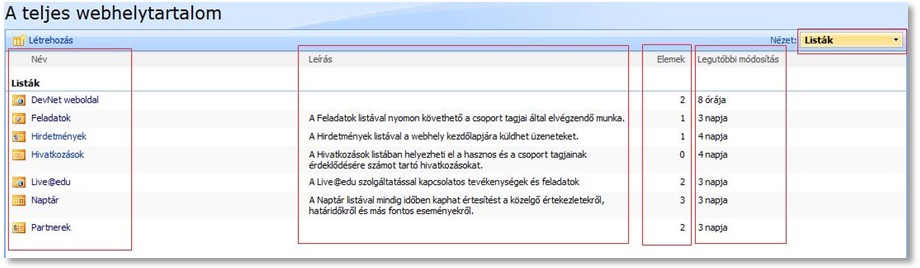 A teljes webhelytartalom
Létrehozás Nézet: Listák
Név Leírás Elemek Legutóbbi módosítás
Listák
DevNet weboldal 2 8 órája
Feladatok A Feladatok listával nyomon követhető a csoport tagjai által elvégzendő munka. 1 3 napja
Hirdetmények A Hirdetmények listával a webhely kezdőlapjára küldhet üzeneteket. 1 4 napja
Hivatkozások A Hivatkozások listában helyezheti el a hasznos és a csoport tagjainak 0 4 napja
érdeklődésére számot tartó hivatkozásokat.
Live@edu A Live@edu szolgáltatással kapcsolatos tevékenységek és feladatok 2 3 napja
Naptár A Naptár listával mindig időben kaphat értesítést a közelgő értekezletekről, 3 3 napja
határidőkről és más fontos eseményekről.
Partnerek 2 3 napja